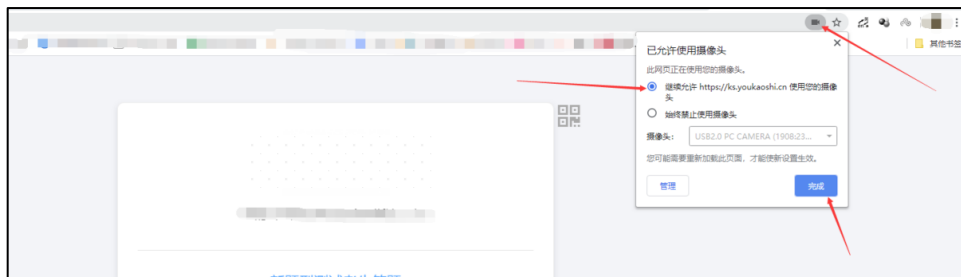 其他书签
已允许使用摄像头
此网页正在使用您的摄像头。
继续允许 https://ks.youkaoshi.cn 使用您的摄像
头
始终禁止使用摄像头
摄像头： USB2.0 PC CAMERA (1908:23...
您可能需要重新加载此页面，才能使新设置生效。
管理 完成